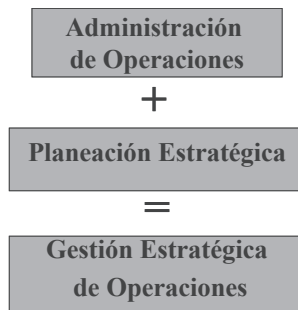 Administración
de Operaciones
+
Planeación Estratégica
=
Gestión Estratégica
de Operaciones